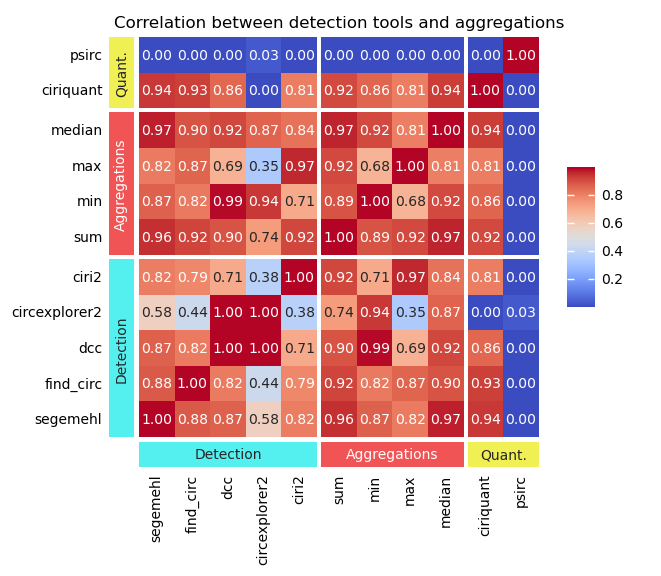 Correlation between detection tools and aggregations
psirc 0.00 0.00 0.00 0.03 0.00 0.00 0.00 0.00 0.00 0.00 1.00
ciriquant 0.94 0.93 0.86 0.00 0.81 0.92 0.86 0.81 0.94 1.00 0.00
Quant.
median 0.97 0.90 0.92 0.87 0.84 0.97 0.92 0.81 1.00 0.94 0.00
max 0.82 0.87 0.69 0.35 0.97 0.92 0.68 1.00 0.81 0.81 0.00
min 0.87 0.82 0.99 0.94 0.71 0.89 1.00 0.68 0.92 0.86 0.00
sum 0.96 0.92 0.90 0.74 0.92 1.00 0.89 0.92 0.97 0.92 0.00
Aggregations
ciri2 0.82 0.79 0.71 0.38 1.00 0.92 0.71 0.97 0.84 0.81 0.00
circexplorer2 0.58 0.44 1.00 1.00 0.38 0.74 0.94 0.35 0.87 0.00 0.03
dcc 0.87 0.82 1.00 1.00 0.71 0.90 0.99 0.69 0.92 0.86 0.00
find_circ 0.88 1.00 0.82 0.44 0.79 0.92 0.82 0.87 0.90 0.93 0.00
segemehl 1.00 0.88 0.87 0.58 0.82 0.96 0.87 0.82 0.97 0.94 0.00
Detection
Detection Aggregations Quant.
segemehl find_circ dcc circexplorer2 ciri2 sum min max median ciriquant psirc
0.8
0.6
0.4
0.2